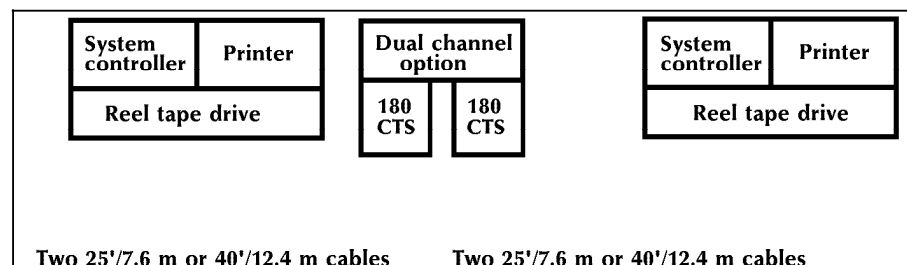 System
controller
Printer
Reel tape drive
Dual channel
option
180
CTS
180
CTS
System
controller
Printer
Reel tape drive
Two 25'/7.6 m or 40'/12.4 m cables
Two 25'/7.6 m or 40'/12.4 m cables